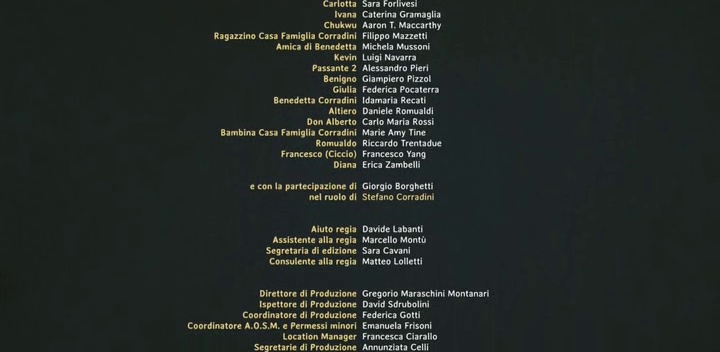 Carlotta Sara Forlivesi
Ivana Caterina Gramaglia
Chukwu Aaron T. Maccarthy
Ragazzino Casa Famiglia Corradini Filippo Mazzetti
Amica di Benedetta Michela Mussoni
Kevin Luigi Navarra
Passante 2 Alessandro Pieri
Benigno Giampiero Pizzol
Giulia Federica Pocaterra
Benedetta Corradini Idamaria Recati
Altiero Daniele Romualdi
Don Alberto Carlo Maria Rossi
Bambina Casa Famiglia Corradini Marie Amy Tine
Romualdo Riccardo Trentadue
Francesco (Ciccio) Francesco Yang
Diana Erica Zambelli
e con la partecipazione di Giorgio Borghetti
nel ruolo di Stefano Corradini
Aiuto regia Davide Labanti
Assistente alla regia Marcello Montù
Segretaria di edizione Sara Cavani
Consulente alla regia Matteo Lolletti
Direttore di Produzione Gregorio Maraschini Montanari
Ispettore di Produzione David Sdrubolini
Coordinatore di Produzione Federica Gotti
Coordinatore A.O.S.M. e Permessi minori Emanuela Frisoni
Location Manager Francesca Ciarallo
Segretarie di Produzione Annunziata Celli